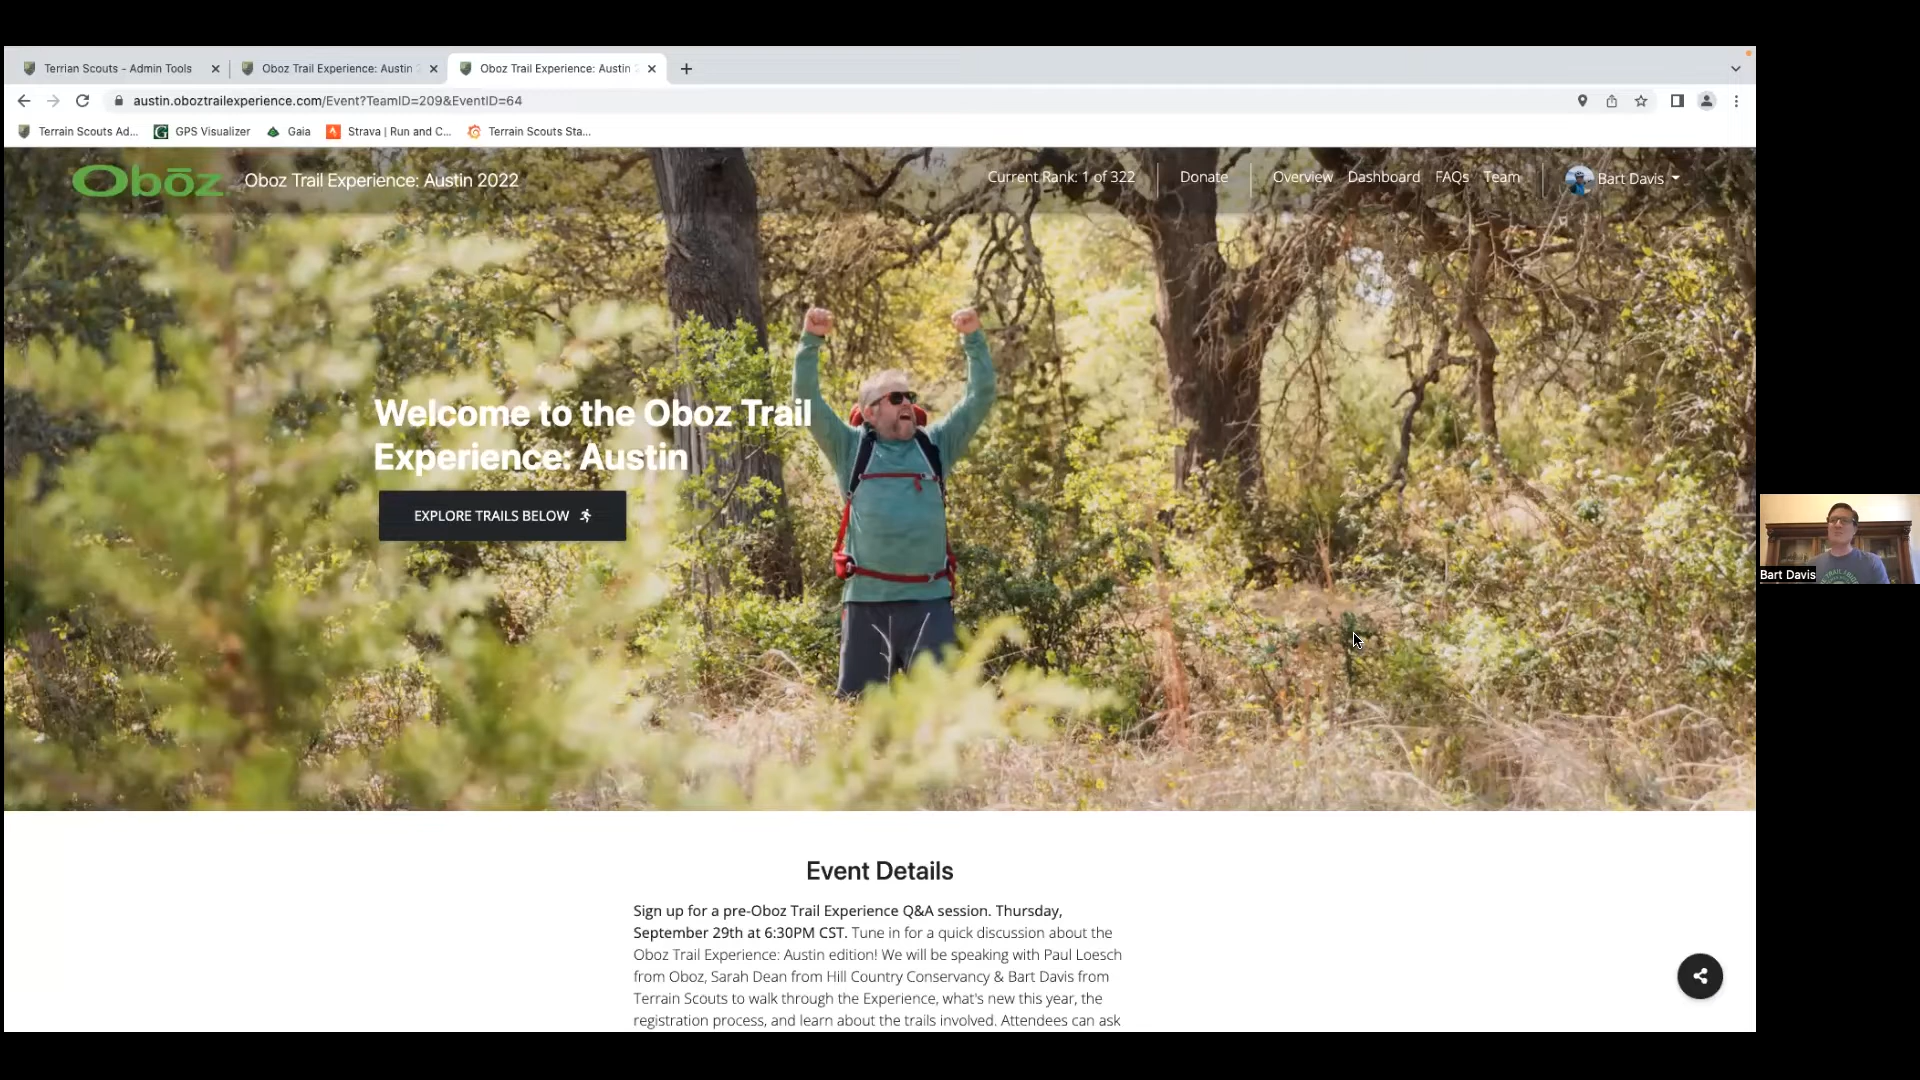 Terrian Scouts - Admin Tools
Oboz Trail Experience: Austin
Oboz Trail Experience: Austin
austin.oboztrailexperience.com/Event?TeamID=209&EventID=64
Terrain Scouts Ad...
GPS Visualizer
Gaia
Strava | Run and C...
Terrain Scouts Sta...
Obōz
Oboz Trail Experience: Austin 2022
Current Rank: 1 of 322
Donate
Overview
Dashboard
FAQs
Team
Bart Davis
Welcome to the Oboz Trail
Experience: Austin
EXPLORE TRAILS BELOW
Bart Davis
Event Details
Sign up for a pre-Oboz Trail Experience Q&A session. Thursday,
September 29th at 6:30PM CST. Tune in for a quick discussion about the
Oboz Trail Experience: Austin edition! We will be speaking with Paul Loesch
from Oboz, Sarah Dean from Hill Country Conservancy & Bart Davis from
Terrain Scouts to walk through the Experience, what's new this year, the
registration process, and learn about the trails involved. Attendees can ask